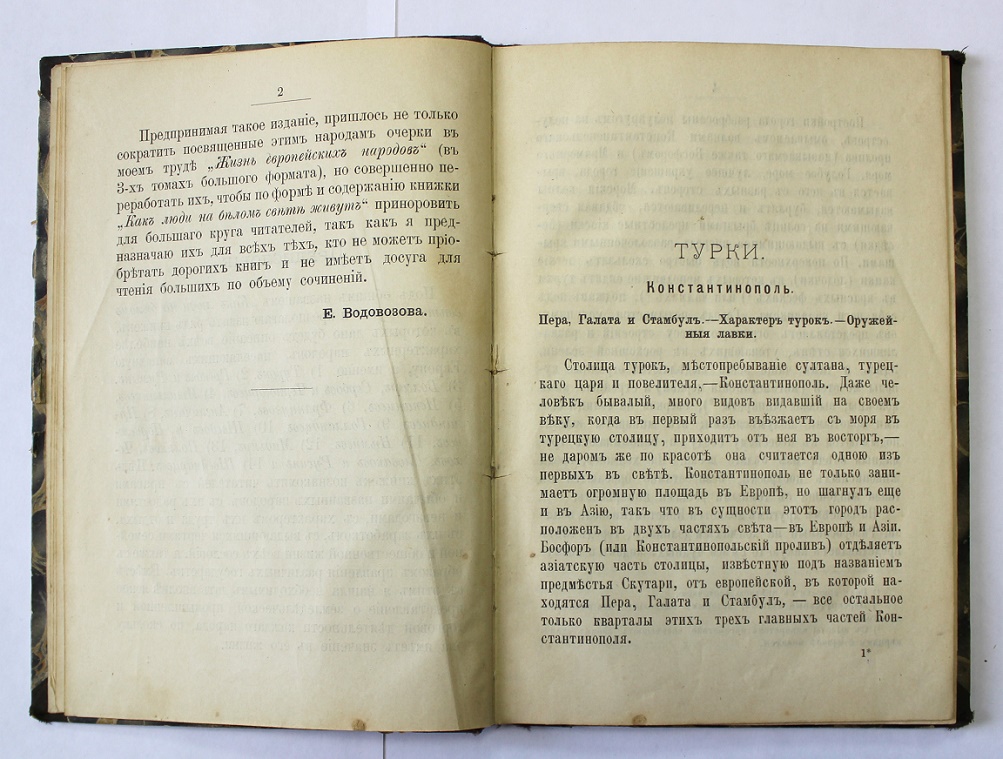 2
Предпринимая такое изданіе, пришлось не только
сократить посвященные этимъ народамъ очерки въ
моемъ трудѣ „Жизнь европейскихъ народовъ“ (въ
3-хъ томахъ большого формата), но совершенно пе-
реработать ихъ, чтобы по формѣ и содержанію книжки
„Какъ люди на бѣломъ свѣтѣ живутъ“ приноровить
для большаго круга читателей, такъ какъ я пред-
назначаю ихъ для всѣхъ тѣхъ, кто не можетъ прiо-
брѣтать дорогихъ книгъ и не имѣетъ досуга для
чтенія большихъ по объему сочиненій.
Е. Водовозова.
ТУРКИ.
Константинополь.
Пера, Галата и Стамбулъ.—Характеръ турокъ.—Оружей-
ныя лавки.
Столица турокъ, мѣстопребываніе султана, турец-
каго царя и повелителя,—Константинополь. Даже че-
ловѣкъ бывалый, много видовъ видавшій на своемъ
вѣку, когда въ первый разъ въѣзжаетъ съ моря въ
турецкую столицу, приходитъ отъ нея въ восторгъ,—
не даромъ же по красотѣ она считается одною изъ
первыхъ въ свѣтѣ. Константинополь не только зани-
маетъ огромную площадь въ Европѣ, но шагнулъ еще
и въ Азію, такъ что въ сущности этотъ городъ рас-
положенъ въ двухъ частяхъ свѣта—въ Европѣ и Азіи.
Босфоръ (или Константинопольскій проливъ) отдѣляетъ
азіатскую часть столицы, извѣстную подъ названіемъ
предмѣстья Скутари, отъ европейской, въ которой на-
ходятся Пера, Галата и Стамбулъ, — все остальное
только кварталы этихъ трехъ главныхъ частей Кон-
стантинополя.
1*